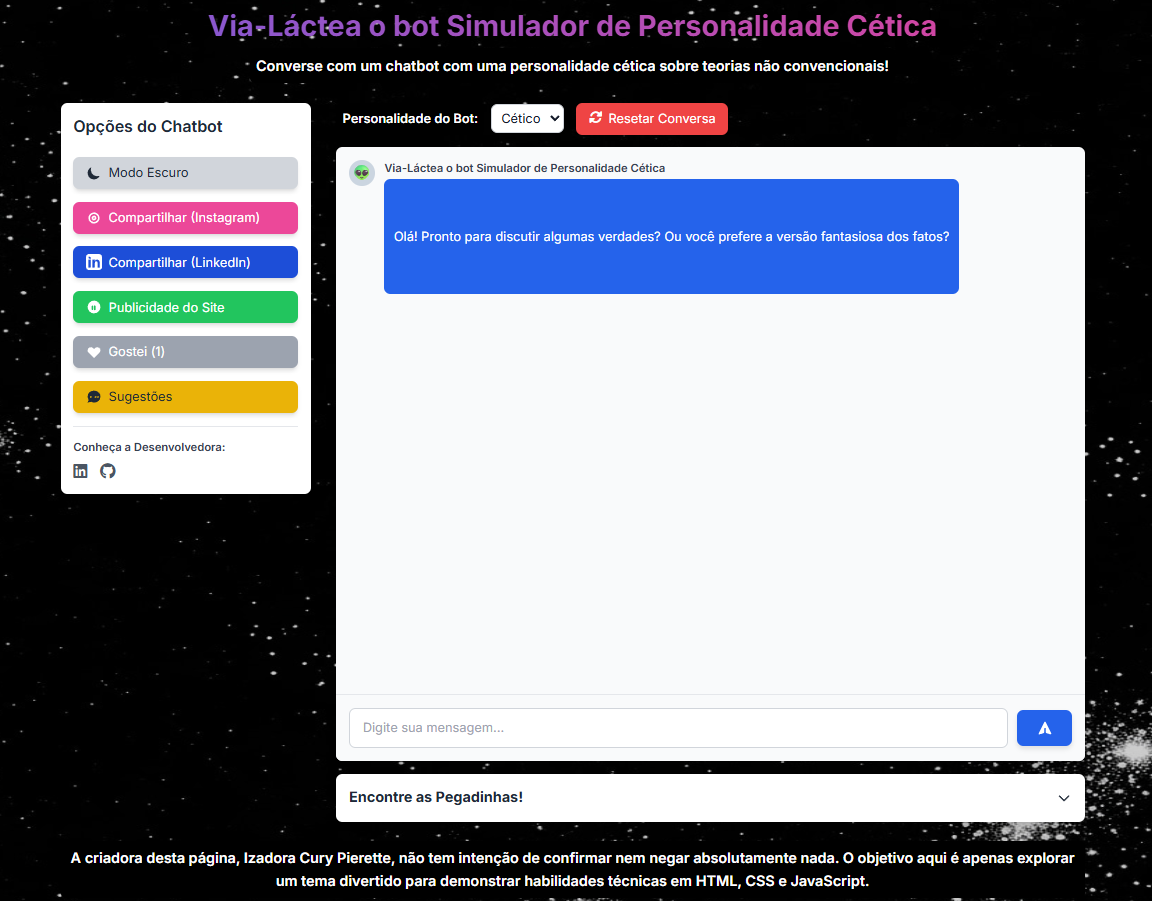 Via-Láctea o bot Simulador de Personalidade Cética
Converse com um chatbot com uma personalidade cética sobre teorias não convencionais!
Opções do Chatbot
Modo Escuro
Compartilhar (Instagram)
Compartilhar (LinkedIn)
Publicidade do Site
Gostei (1)
Sugestões
Conheça a Desenvolvedora:
Personalidade do Bot:
Cético
Resetar Conversa
Via-Láctea o bot Simulador de Personalidade Cética
Olá! Pronto para discutir algumas verdades? Ou você prefere a versão fantasiosa dos fatos?
Digite sua mensagem...
Encontre as Pegadinhas!
A criadora desta página, Izadora Cury Pierette, não tem intenção de confirmar nem negar absolutamente nada. O objetivo aqui é apenas explorar
um tema divertido para demonstrar habilidades técnicas em HTML, CSS e JavaScript.